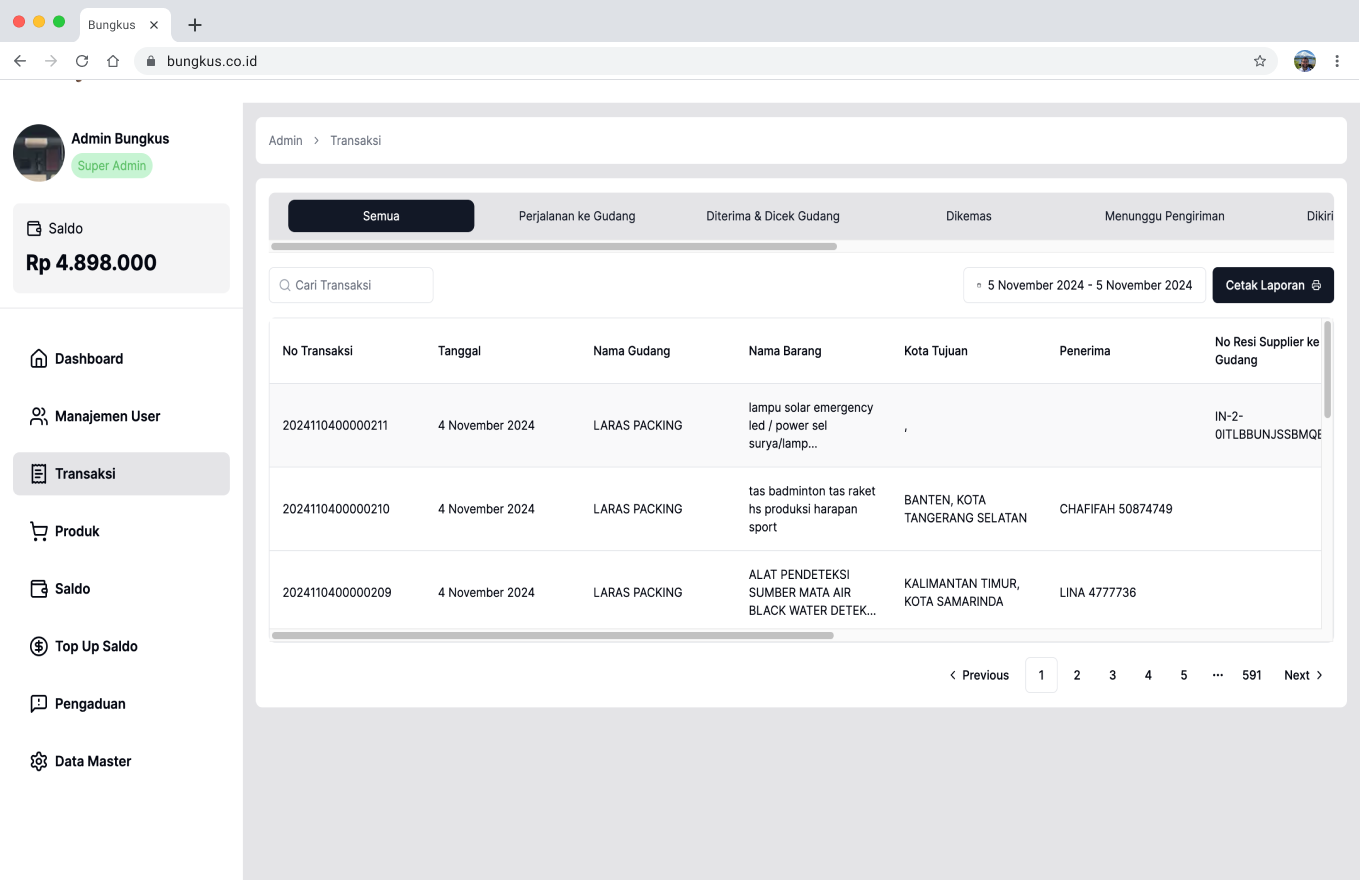 Bungkus
bungkus.co.id
Admin Bungkus
Super Admin
Saldo
Rp 4.898.000
Dashboard
Manajemen User
Transaksi
Produk
Saldo
Top Up Saldo
Pengaduan
Data Master
Admin > Transaksi
Semua Perjalanan ke Gudang Diterima & Dicek Gudang Dikemas Menunggu Pengiriman Dikiri
Cari Transaksi 5 November 2024 - 5 November 2024 Cetak Laporan
No Transaksi Tanggal Nama Gudang Nama Barang Kota Tujuan Penerima No Resi Supplier ke
Gudang
lampu solar emergency
2024110400000211 4 November 2024 LARAS PACKING led / power sel , IN-2-
surya/lamp... 0ITLBBUNJSSBMQE
tas badminton tas raket
2024110400000210 4 November 2024 LARAS PACKING hs produksi harapan BANTEN, KOTA CHAFIFAH 50874749
sport TANGERANG SELATAN
ALAT PENDETEKSI
2024110400000209 4 November 2024 LARAS PACKING SUMBER MATA AIR KALIMANTAN TIMUR, LINA 4777736
BLACK WATER DETEK... KOTA SAMARINDA
Previous 1 2 3 4 5 ... 591 Next